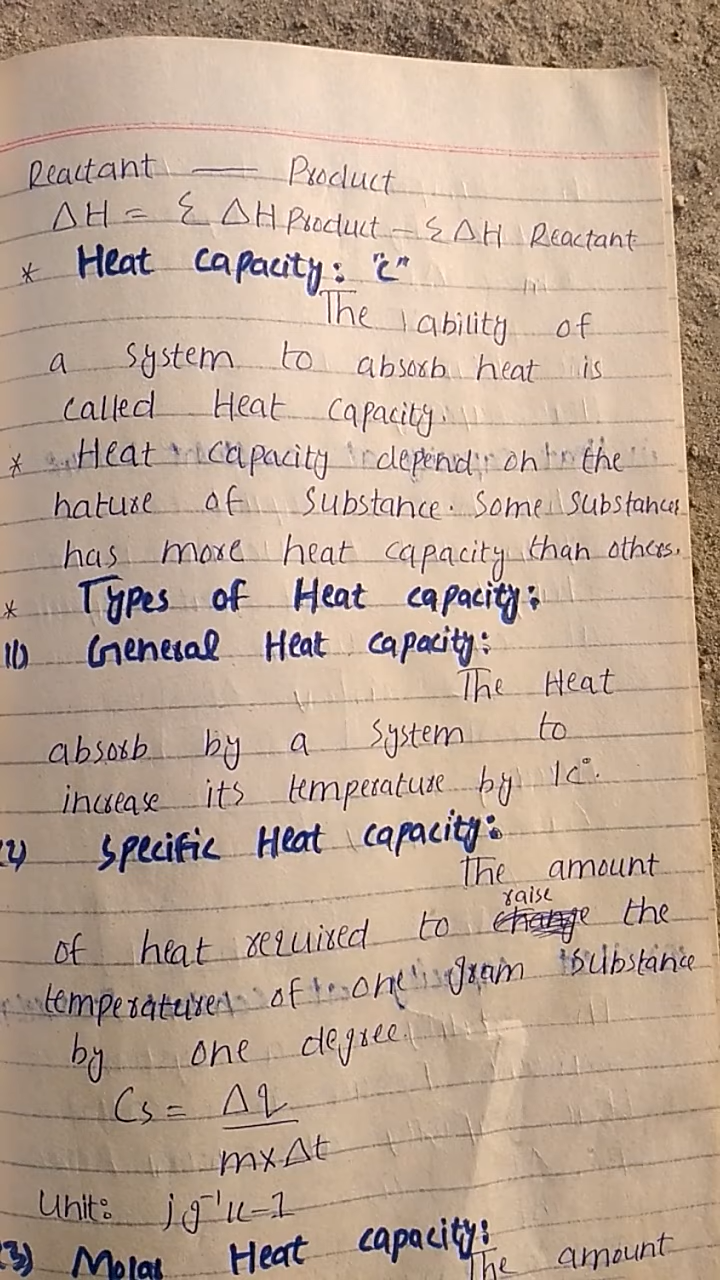 Reactant — Product
ΔH = Σ ΔH Product - Σ ΔH Reactant
* Heat capacity: "c"
The ability of
a system to absorb heat is
called Heat capacity.
* Heat capacity depend on the
nature of substance. Some substances
has more heat capacity than others.
* Types of Heat capacity:
1) General Heat capacity:
The Heat
absorb by a system to
increase its temperature by 1c°.
2) Specific Heat capacity:
The amount
raise
of heat required to change the
temperature of one gram substance
by one degree.
Cs = Δq
m×Δt
Unit: jg⁻¹k-1
(3) Molar Heat capacity:
The amount